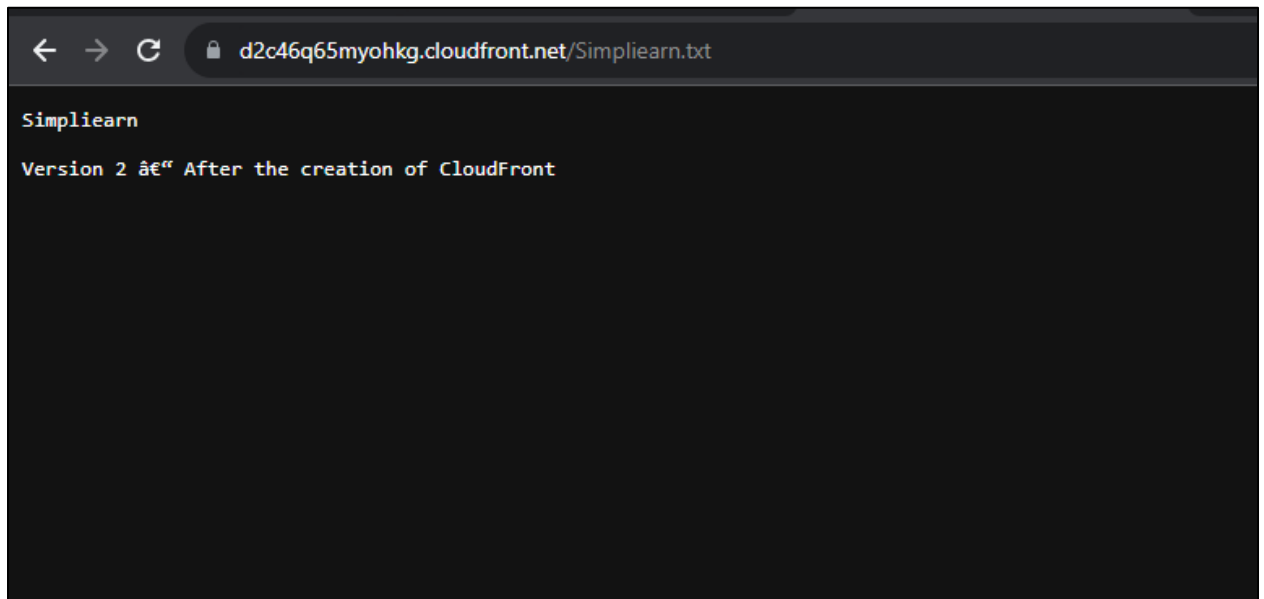 d2c46q65myohkg.cloudfront.net/Simpliearn.txt
Simpliearn
Version 2 â€“ After the creation of CloudFront